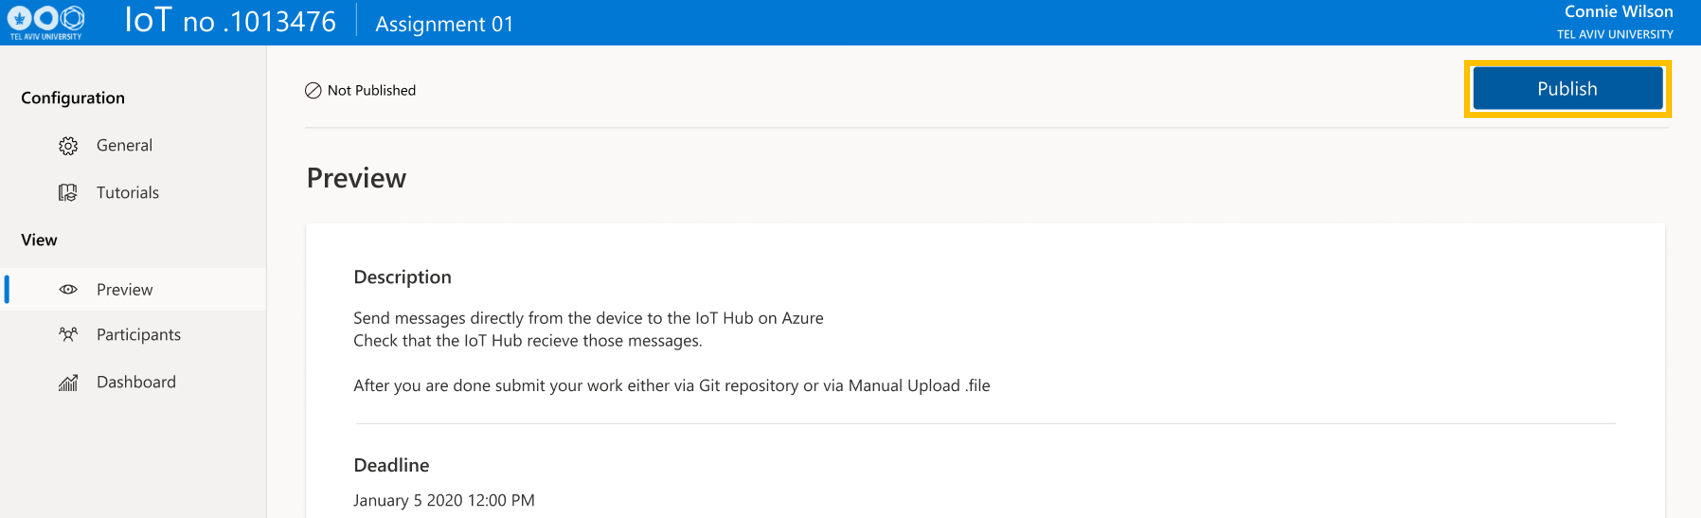 TEL AVIV UNIVERSITY
IoT no .1013476
Assignment 01
Connie Wilson
TEL AVIV UNIVERSITY
Configuration
General
Tutorials
View
Preview
Participants
Dashboard
Not Published
Publish
Preview
Description
Send messages directly from the device to the IoT Hub on Azure
Check that the IoT Hub recieve those messages.
After you are done submit your work either via Git repository or via Manual Upload .file
Deadline
January 5 2020 12:00 PM